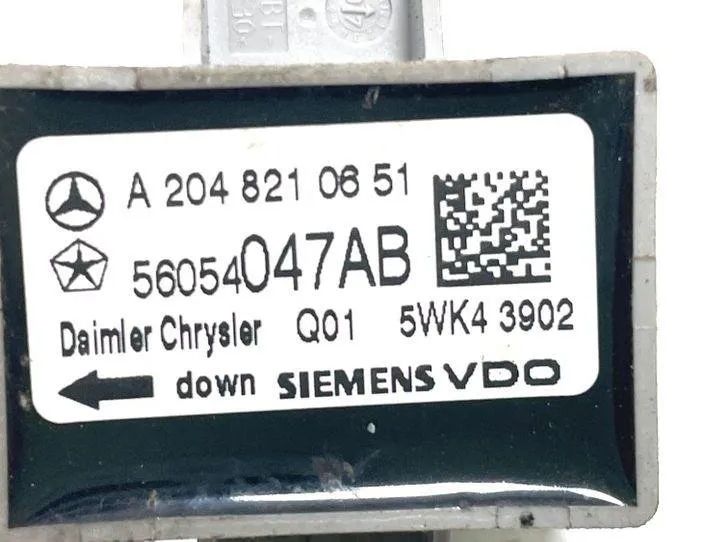 A 204 821 06 51
56054047AB
Daimler Chrysler Q01 5WK4 3902
down SIEMENS VDO